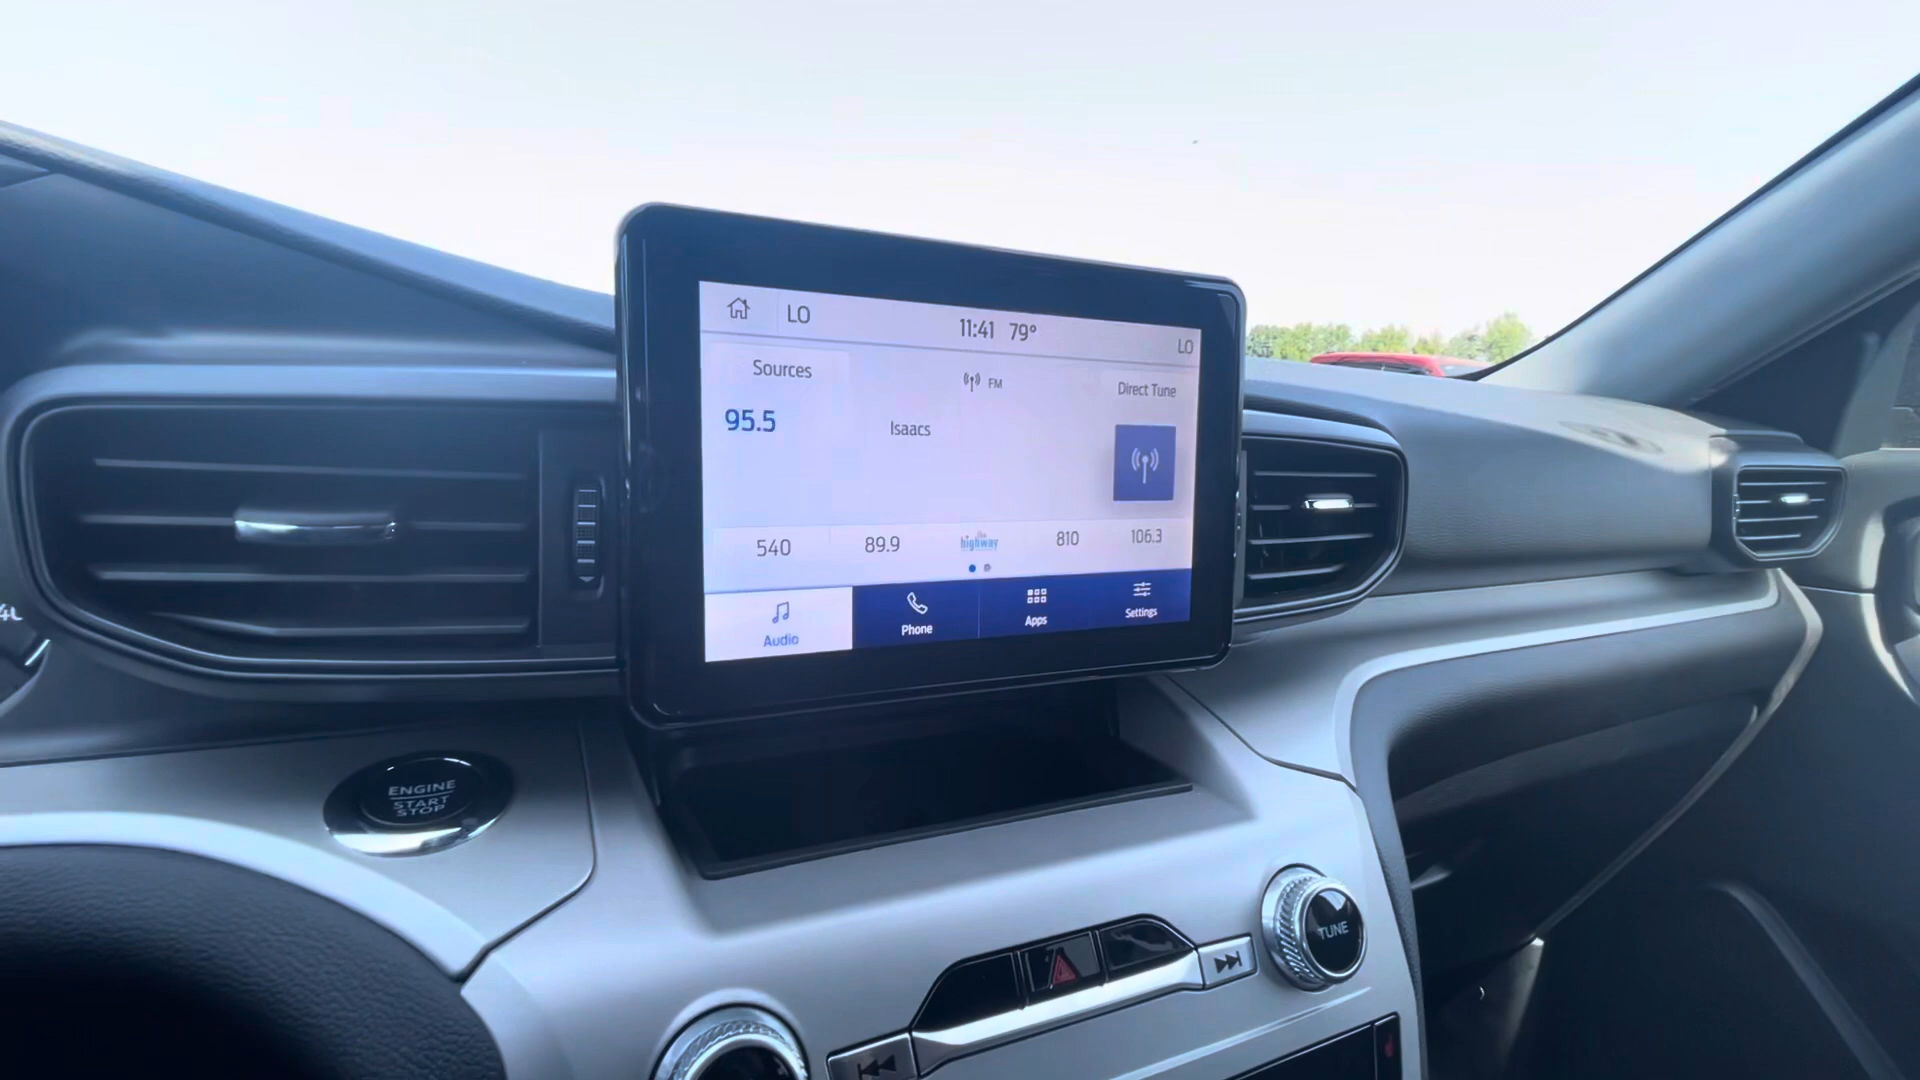 LO
11:41 79°
LO
Sources
FM
Direct Tune
95.5
Isaacs
540
89.9
the highway
810
106.3
Audio
Phone
Apps
Settings
ENGINE
START
STOP
TUNE